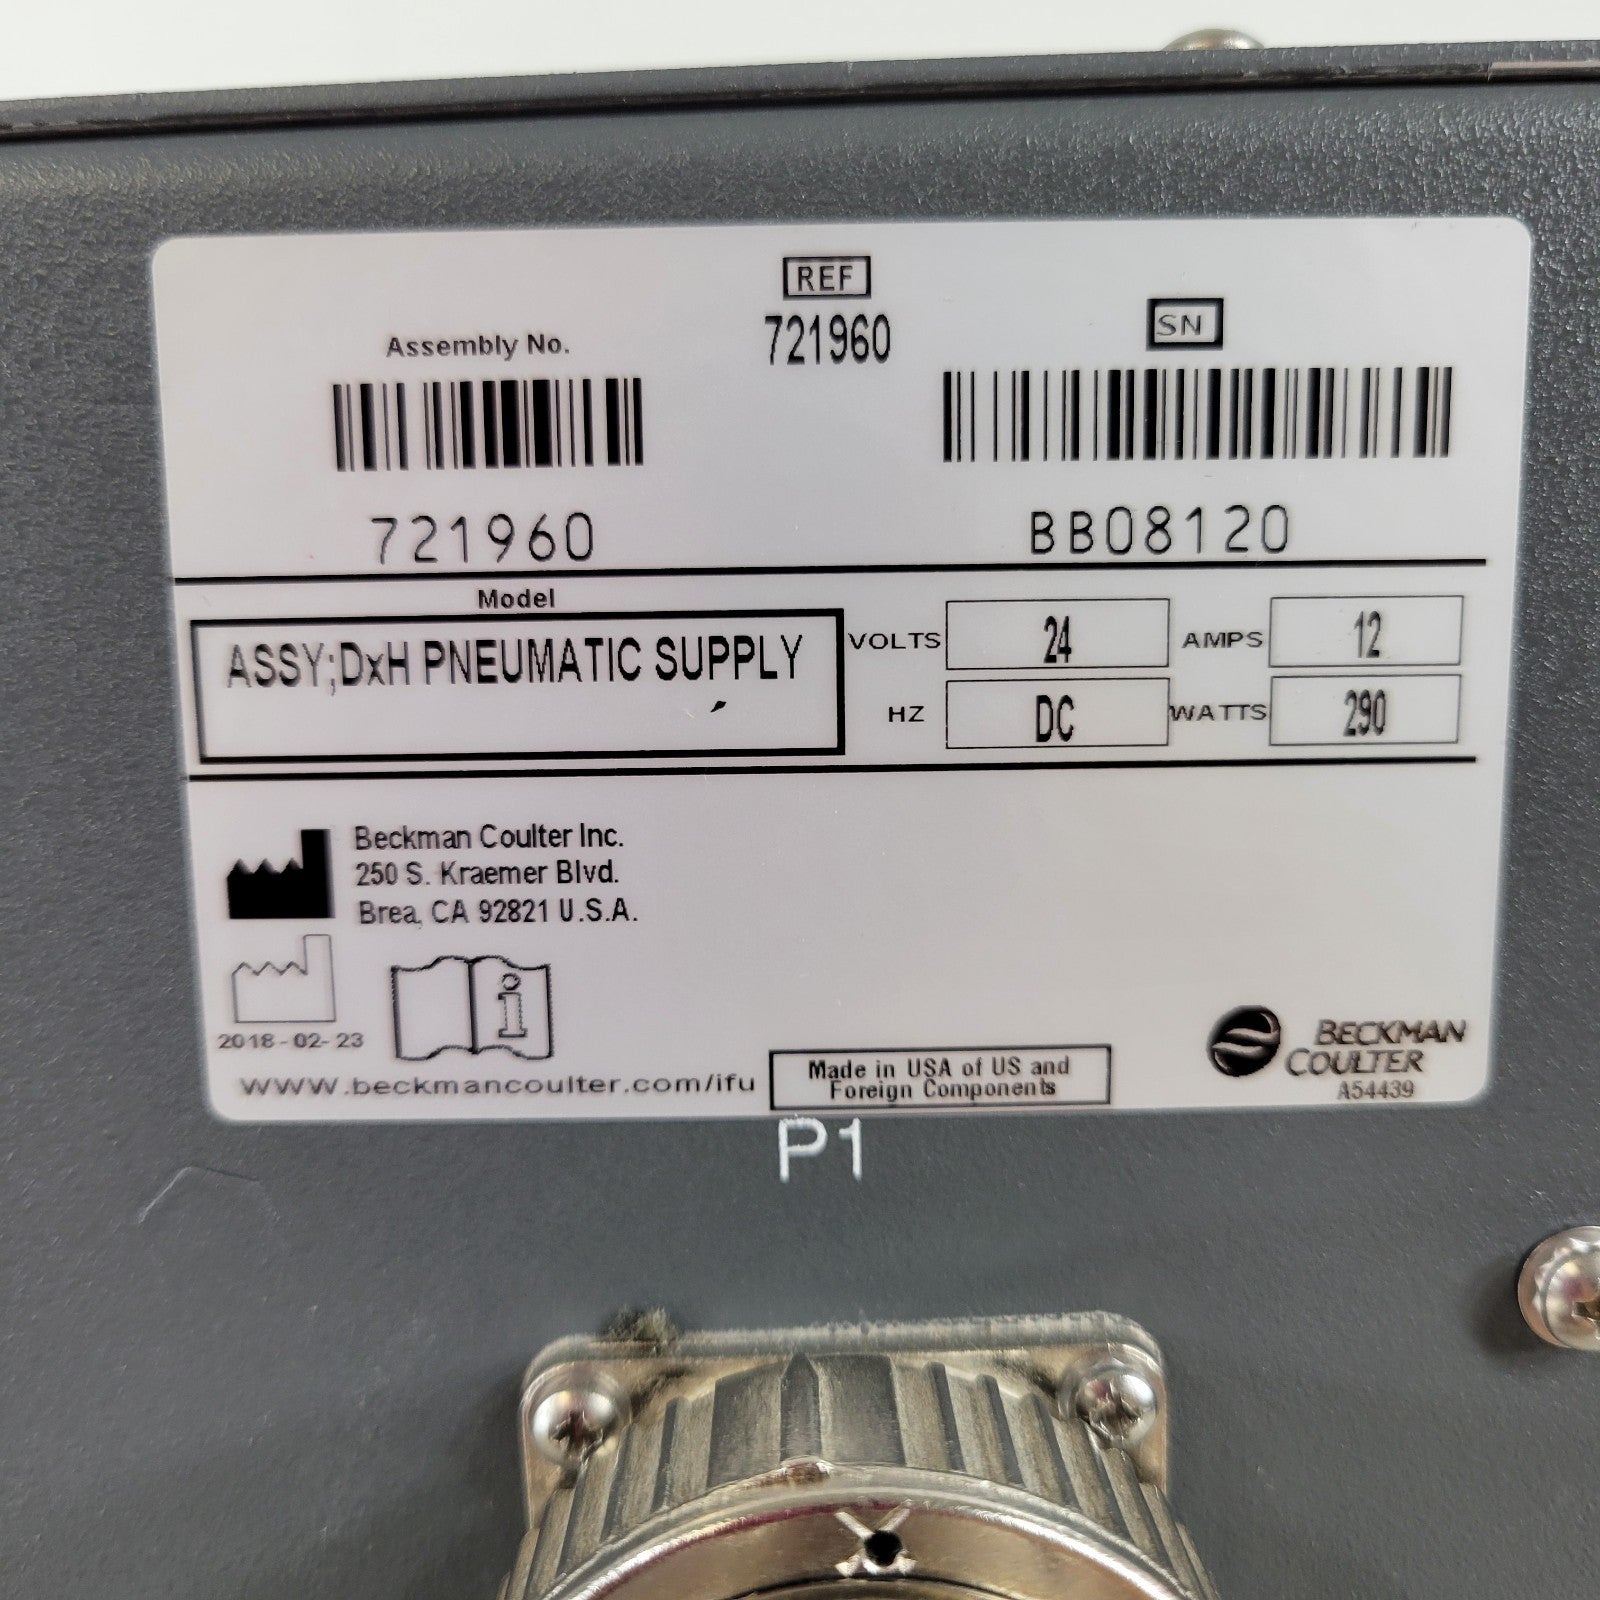 REF
721960
Assembly No.
SN
721960
BB08120
Model
ASSY;DxH PNEUMATIC SUPPLY
VOLTS 24 AMPS 12
HZ DC WATTS 290
Beckman Coulter Inc.
250 S. Kraemer Blvd.
Brea, CA 92821 U.S.A.
2018-02-23
i
www.beckmancoulter.com/ifu
Made in USA of US and
Foreign Components
BECKMAN
COULTER
A54439
P1